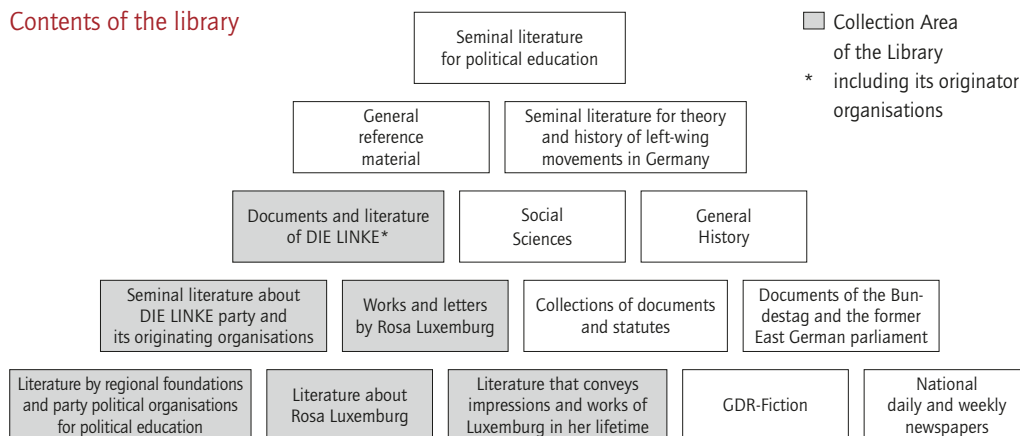 Contents of the library
Seminal literature
for political education
Collection Area
of the Library
* including its originator
organisations
General
reference
material
Seminal literature for theory
and history of left-wing
movements in Germany
Documents and literature
of DIE LINKE*
Social
Sciences
General
History
Seminal literature about
DIE LINKE party and
its originating organisations
Works and letters
by Rosa Luxemburg
Collections of documents
and statutes
Documents of the Bun-
destag and the former
East German parliament
Literature by regional foundations
and party political organisations
for political education
Literature about
Rosa Luxemburg
Literature that conveys
impressions and works of
Luxemburg in her lifetime
GDR-Fiction
National
daily and weekly
newspapers